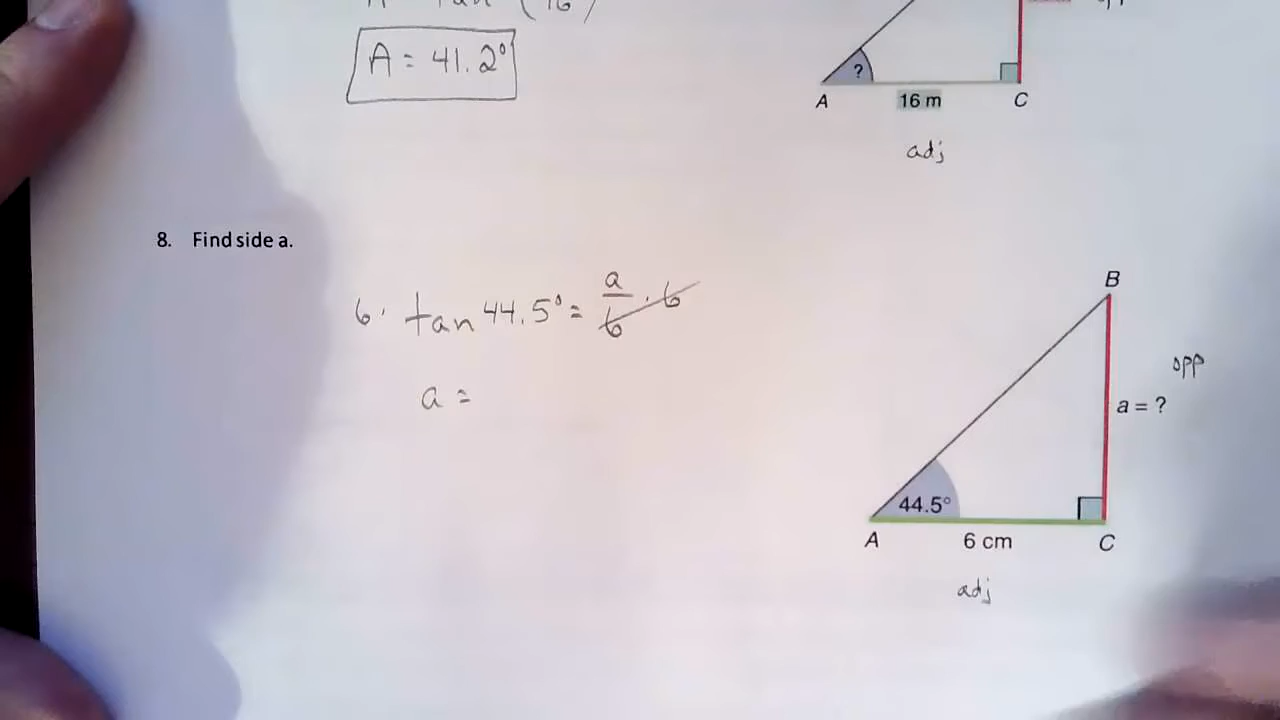 A = 41.2°
?
A
16 m
C
adj
8. Find side a.
6 · tan 44.5° = a/6 · 6
a =
B
opp
a = ?
44.5°
A
6 cm
C
adj